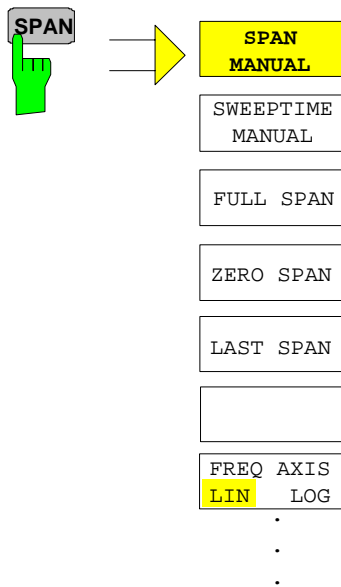 SPAN
SPAN
MANUAL
SWEEPTIME
MANUAL
FULL SPAN
ZERO SPAN
LAST SPAN
FREQ AXIS
LIN LOG
.
.
.